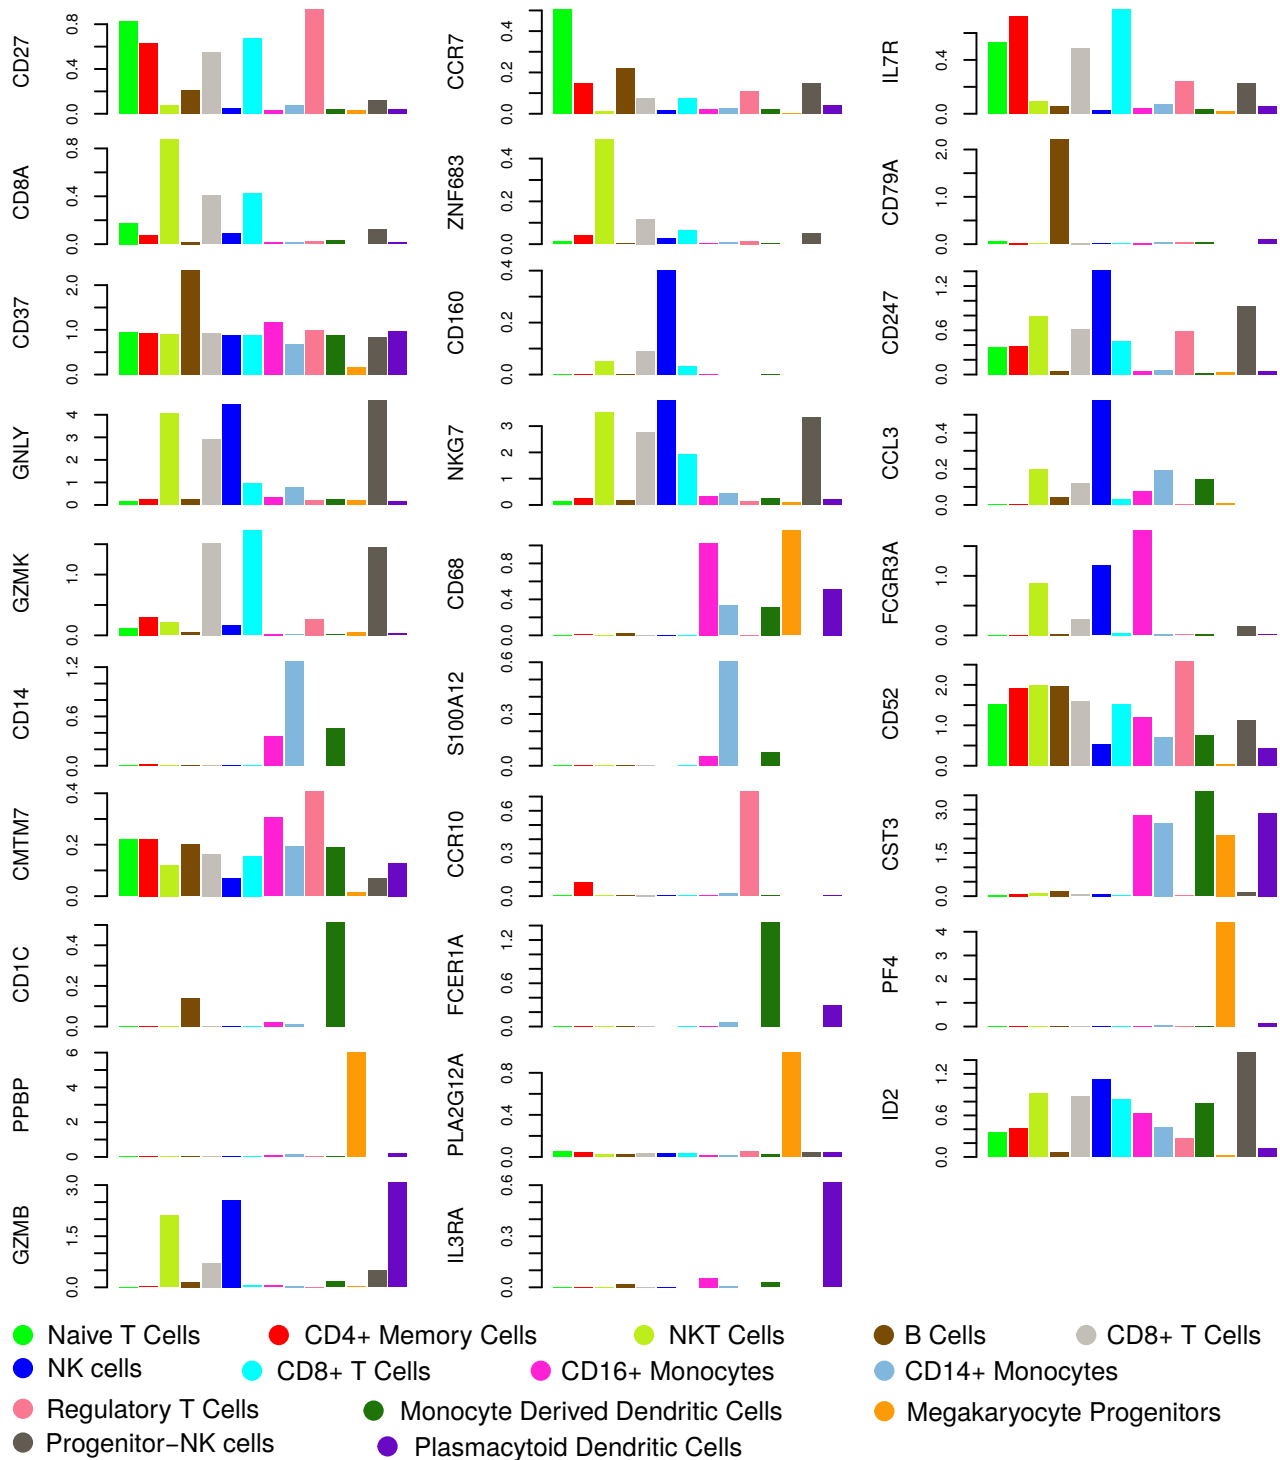 CD27 0.0 0.4 0.8
CCR7 0.0 0.2 0.4
IL7R 0.0 0.4
CD8A 0.0 0.4 0.8
ZNF683 0.0 0.2 0.4
CD79A 0.0 1.0 2.0
CD37 0.0 1.0 2.0
CD160 0.0 0.2 0.4
CD247 0.0 0.6 1.2
GNLY 0 1 2 3 4
NKG7 0 1 2 3
CCL3 0.0 0.2 0.4
GZMK 0.0 1.0
CD68 0.0 0.4 0.8
FCGR3A 0.0 1.0
CD14 0.0 0.6 1.2
S100A12 0.0 0.3 0.6
CD52 0.0 1.0 2.0
CMTM7 0.0 0.2 0.4
CCR10 0.0 0.3 0.6
CST3 0.0 1.5 3.0
CD1C 0.0 0.2 0.4
FCER1A 0.0 0.6 1.2
PF4 0 1 2 3 4
PPBP 0 2 4 6
PLA2G12A 0.0 0.4 0.8
ID2 0.0 0.6 1.2
GZMB 0.0 1.5 3.0
IL3RA 0.0 0.3 0.6
Naive T Cells CD4+ Memory Cells NKT Cells B Cells CD8+ T Cells
NK cells CD8+ T Cells CD16+ Monocytes CD14+ Monocytes
Regulatory T Cells Monocyte Derived Dendritic Cells Megakaryocyte Progenitors
Progenitor−NK cells Plasmacytoid Dendritic Cells